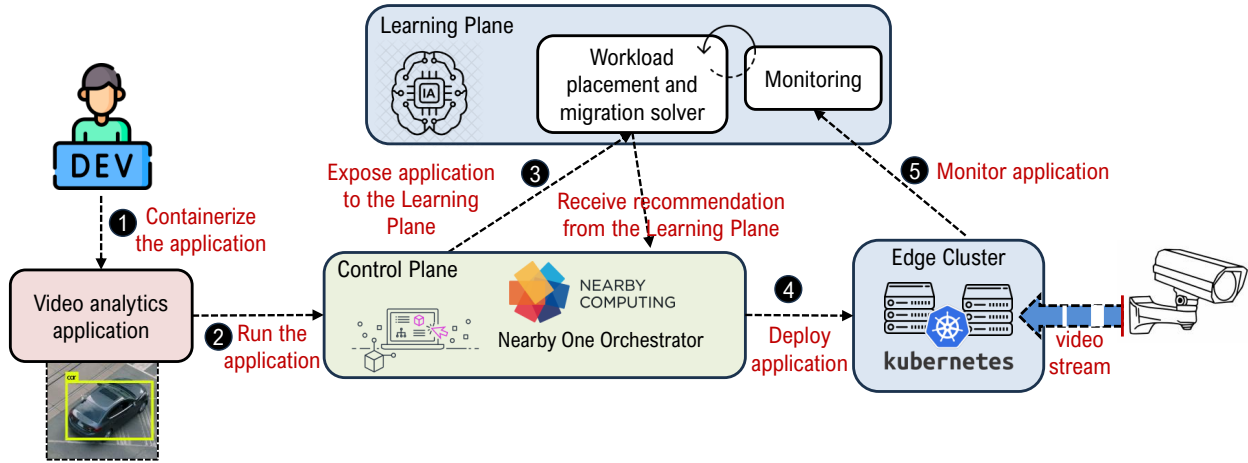 Learning Plane
IA
Workload
placement and
migration solver
Monitoring
DEV
1
Containerize
the application
Expose application
to the Learning
Plane
3
Receive recommendation
from the Learning Plane
5
Monitor application
Video analytics
application
car
2
Run the
application
Control Plane
NEARBY
COMPUTING
Nearby One Orchestrator
4
Deploy
application
Edge Cluster
kubernetes
video
stream